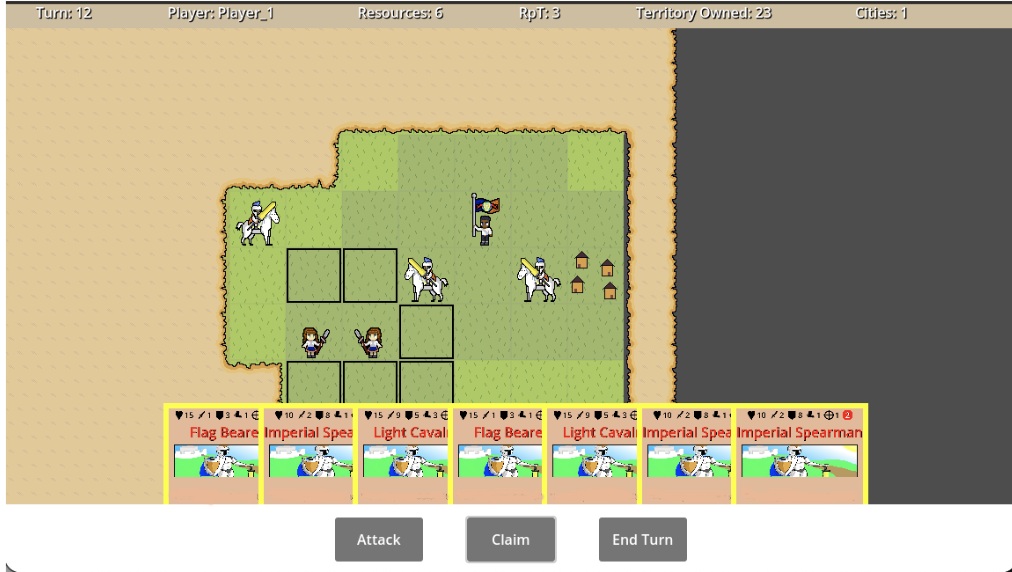 Turn: 12 Player: Player_1 Resources: 6 RpT: 3 Territory Owned: 23 Cities: 1
15 1 3 1 10 2 8 1 15 9 5 3 15 1 3 1 15 9 5 3 10 2 8 1 10 2 8 1 1 2
Flag Beare Imperial Spea Light Caval Flag Beare Light Caval Imperial Spea Imperial Spearman
Attack Claim End Turn